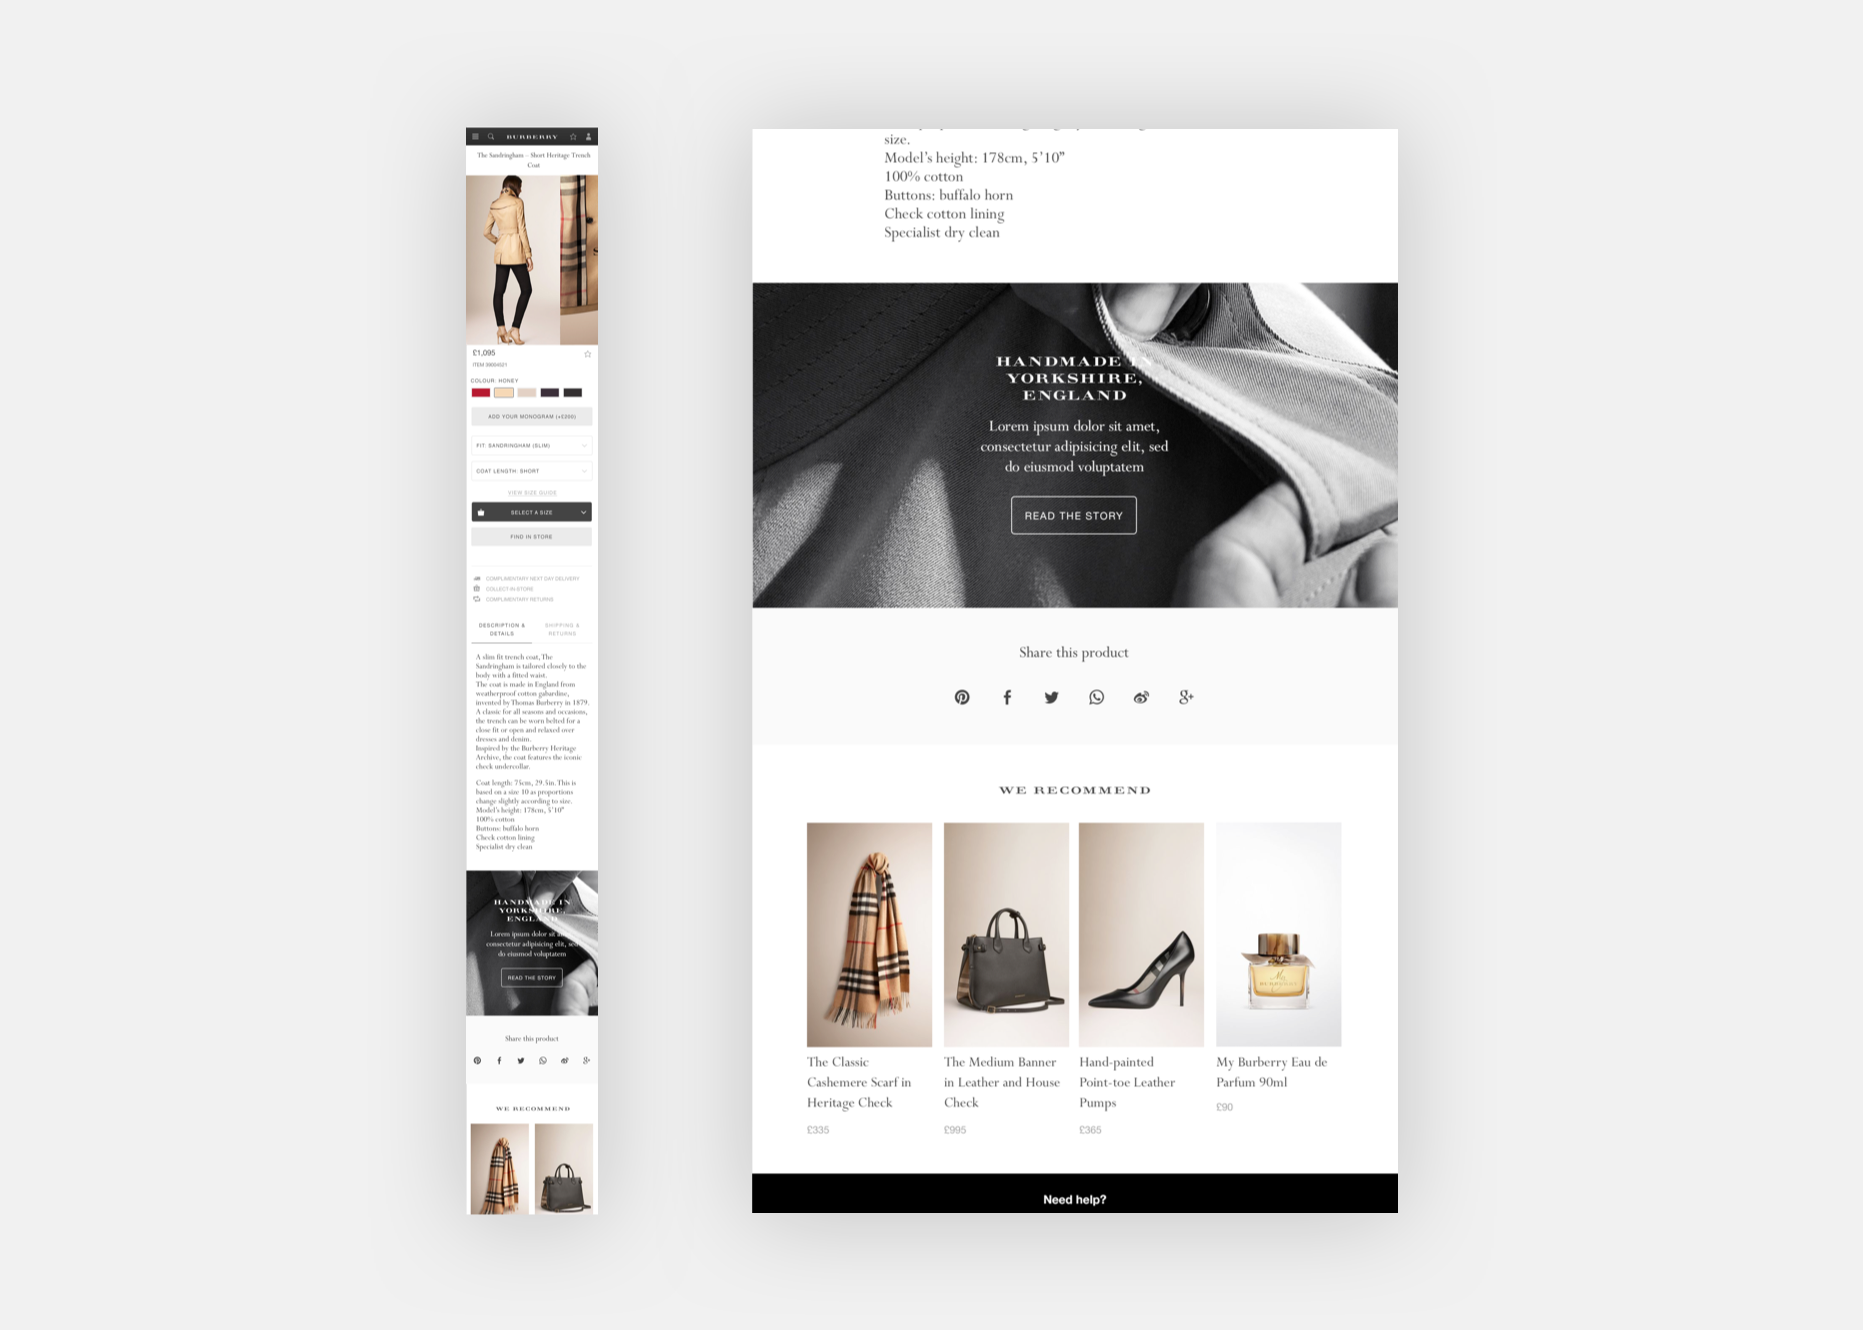 BURBERRY
The Sandringham – Short Heritage Trench
Coat
£1,095
ITEM 39004521
COLOUR: HONEY
ADD YOUR MONOGRAM (+£200)
FIT: SANDRINGHAM (SLIM)
COAT LENGTH: SHORT
VIEW SIZE GUIDE
SELECT A SIZE
FIND IN STORE
COMPLIMENTARY NEXT DAY DELIVERY
COLLECT-IN-STORE
COMPLIMENTARY RETURNS
DESCRIPTION &
DETAILS
SHIPPING &
RETURNS
A slim fit trench coat, The
Sandringham is tailored closely to the
body with a fitted waist.
The coat is made in England from
weatherproof cotton gabardine,
invented by Thomas Burberry in 1879.
A classic for all seasons and occasions,
the trench can be worn belted for a
close fit or open and relaxed over
dresses and denim.
Inspired by the Burberry Heritage
Archive, the coat features the iconic
check undercollar.
Coat length: 75cm, 29.5in. This is
based on a size 10 as proportions
change slightly according to size.
Model's height: 178cm, 5'10"
100% cotton
Buttons: buffalo horn
Check cotton lining
Specialist dry clean
HANDMADE IN
YORKSHIRE,
ENGLAND
Lorem ipsum dolor sit amet,
consectetur adipisicing elit, sed
do eiusmod voluptatem
READ THE STORY
Share this product
WE RECOMMEND
size.
Model's height: 178cm, 5'10"
100% cotton
Buttons: buffalo horn
Check cotton lining
Specialist dry clean
HANDMADE IN
YORKSHIRE,
ENGLAND
Lorem ipsum dolor sit amet,
consectetur adipisicing elit, sed
do eiusmod voluptatem
READ THE STORY
Share this product
WE RECOMMEND
My
BURBERRY
The Classic
Cashemere Scarf in
Heritage Check
£335
The Medium Banner
in Leather and House
Check
£995
Hand-painted
Point-toe Leather
Pumps
£365
My Burberry Eau de
Parfum 90ml
£90
Need help?